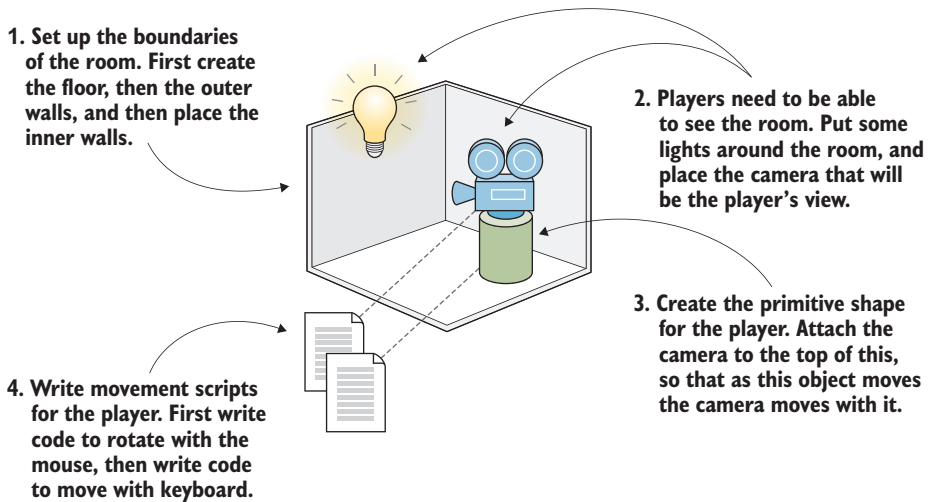 1. Set up the boundaries
of the room. First create
the floor, then the outer
walls, and then place the
inner walls.
2. Players need to be able
to see the room. Put some
lights around the room, and
place the camera that will
be the player’s view.
3. Create the primitive shape
for the player. Attach the
camera to the top of this,
so that as this object moves
the camera moves with it.
4. Write movement scripts
for the player. First write
code to rotate with the
mouse, then write code
to move with keyboard.